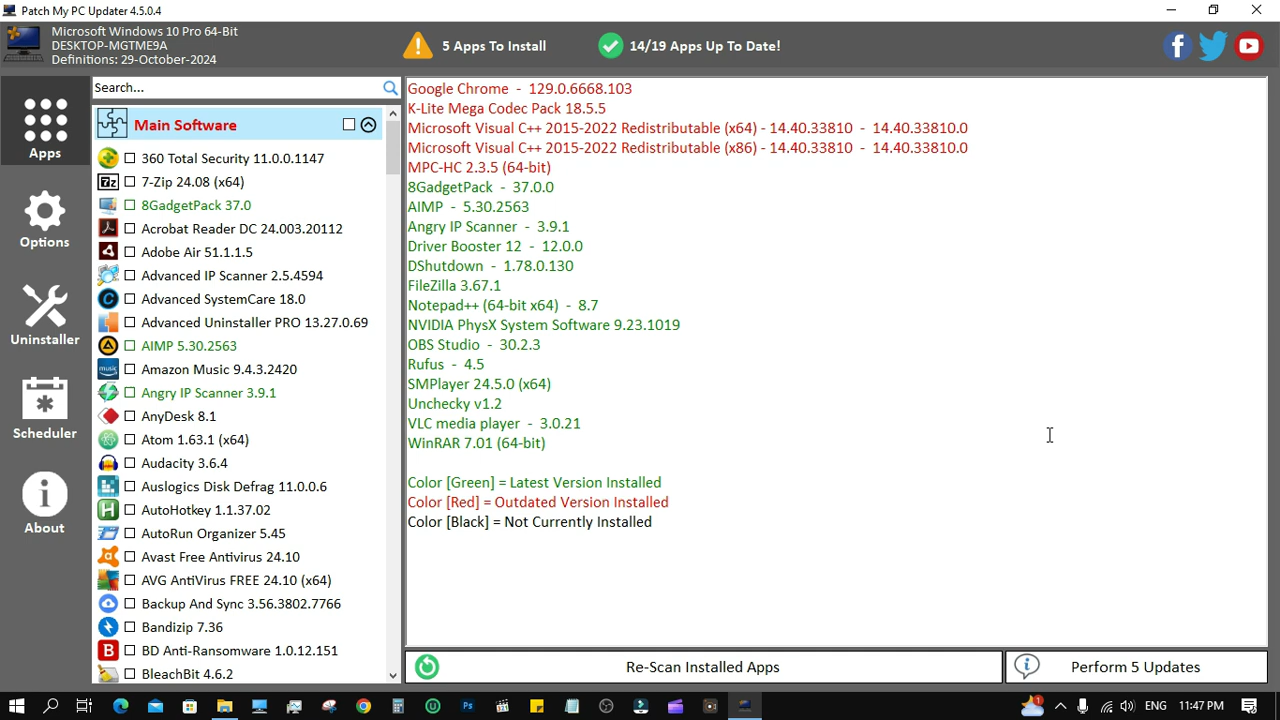 Patch My PC Updater 4.5.0.4
Microsoft Windows 10 Pro 64-Bit
DESKTOP-MGTME9A
Definitions: 29-October-2024
5 Apps To Install
14/19 Apps Up To Date!
Apps
Options
Uninstaller
Scheduler
About
Search...
Main Software
360 Total Security 11.0.0.1147
7z
7-Zip 24.08 (x64)
8GadgetPack 37.0
Acrobat Reader DC 24.003.20112
Adobe Air 51.1.1.5
Advanced IP Scanner 2.5.4594
Advanced SystemCare 18.0
Advanced Uninstaller PRO 13.27.0.69
AIMP 5.30.2563
music
Amazon Music 9.4.3.2420
Angry IP Scanner 3.9.1
AnyDesk 8.1
Atom 1.63.1 (x64)
Audacity 3.6.4
Auslogics Disk Defrag 11.0.0.6
H
AutoHotkey 1.1.37.02
AutoRun Organizer 5.45
Avast Free Antivirus 24.10
AVG AntiVirus FREE 24.10 (x64)
Backup And Sync 3.56.3802.7766
Bandizip 7.36
B
BD Anti-Ransomware 1.0.12.151
BleachBit 4.6.2
Google Chrome - 129.0.6668.103
K-Lite Mega Codec Pack 18.5.5
Microsoft Visual C++ 2015-2022 Redistributable (x64) - 14.40.33810 - 14.40.33810.0
Microsoft Visual C++ 2015-2022 Redistributable (x86) - 14.40.33810 - 14.40.33810.0
MPC-HC 2.3.5 (64-bit)
8GadgetPack - 37.0.0
AIMP - 5.30.2563
Angry IP Scanner - 3.9.1
Driver Booster 12 - 12.0.0
DShutdown - 1.78.0.130
FileZilla 3.67.1
Notepad++ (64-bit x64) - 8.7
NVIDIA PhysX System Software 9.23.1019
OBS Studio - 30.2.3
Rufus - 4.5
SMPlayer 24.5.0 (x64)
Unchecky v1.2
VLC media player - 3.0.21
WinRAR 7.01 (64-bit)
Color [Green] = Latest Version Installed
Color [Red] = Outdated Version Installed
Color [Black] = Not Currently Installed
Re-Scan Installed Apps
Perform 5 Updates
Ps
1
ENG
11:47 PM